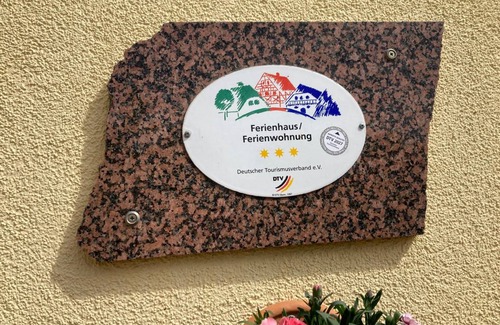 Ferienhaus/
Ferienwohnung
Deutscher Tourismusverband e.V.
DTV